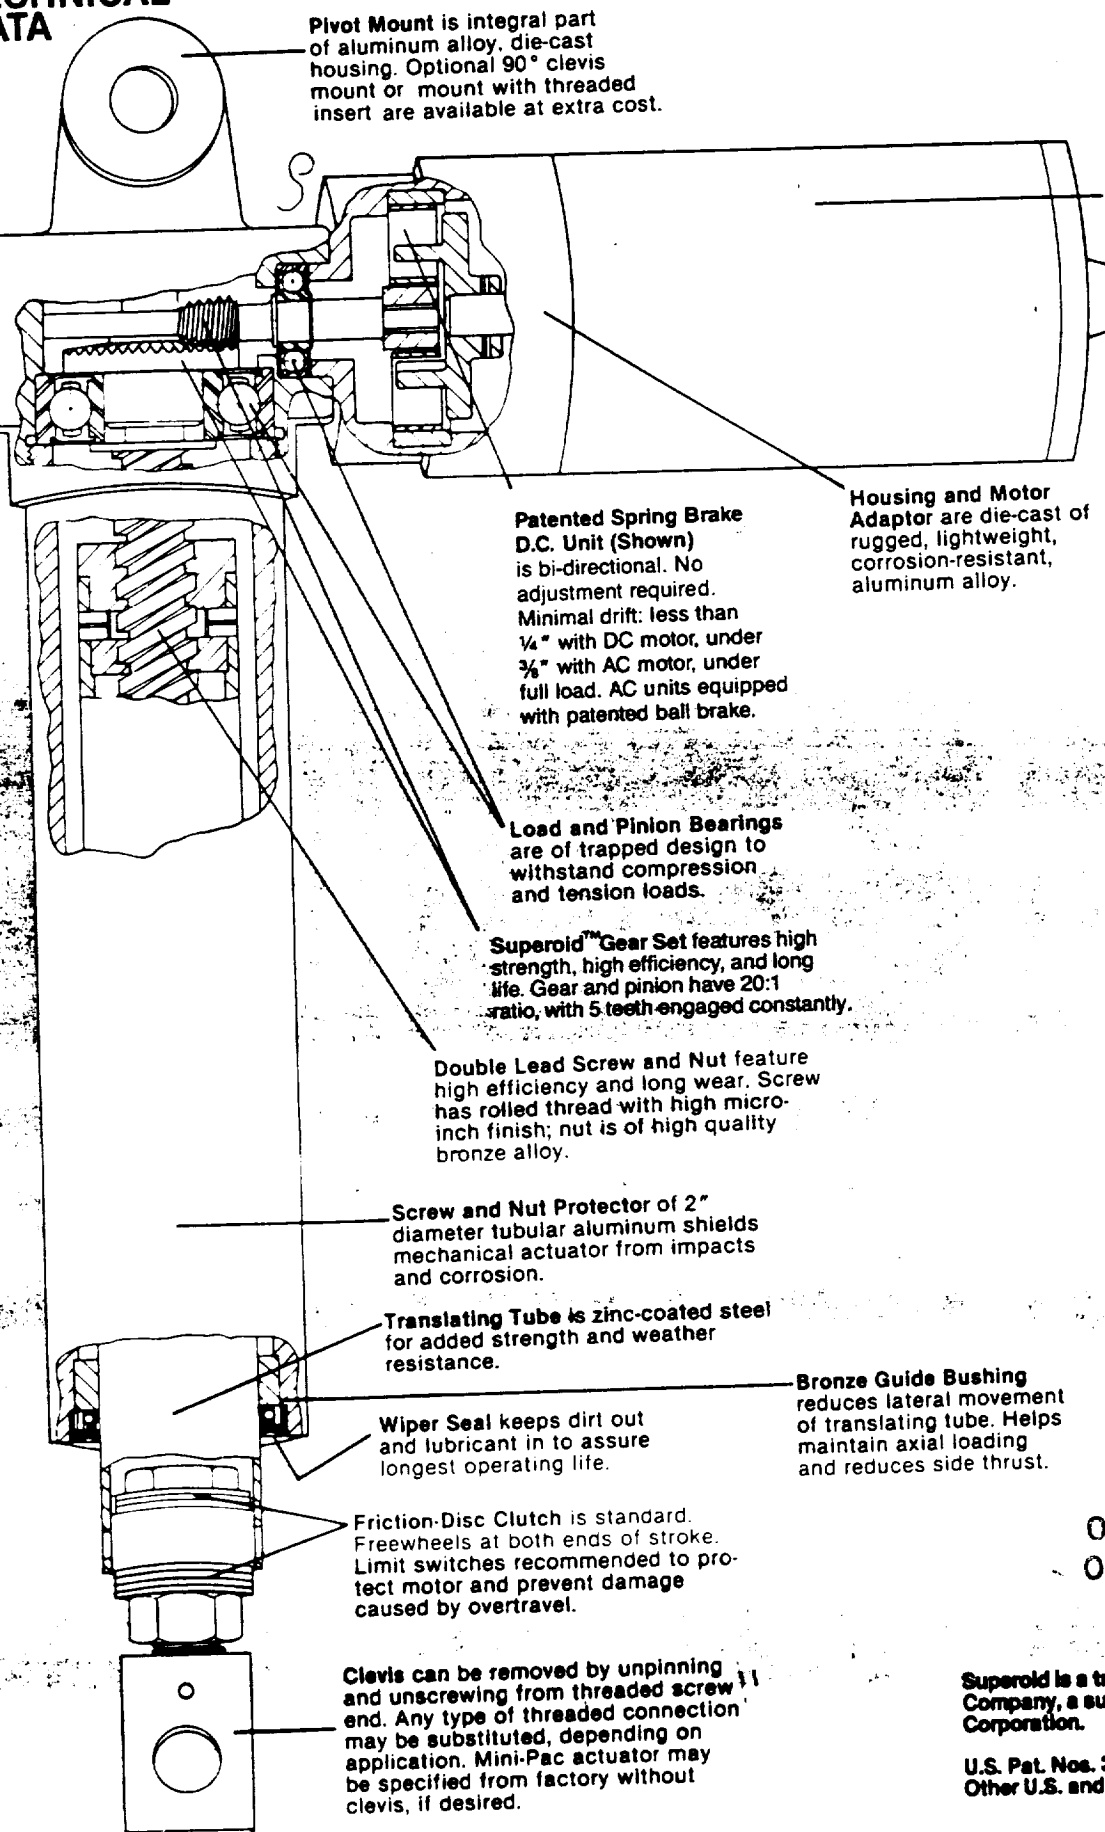 ATA
Pivot Mount is integral part
of aluminum alloy, die-cast
housing. Optional 90° clevis
mount or mount with threaded
insert are available at extra cost.
Patented Spring Brake
D.C. Unit (Shown)
is bi-directional. No
adjustment required.
Minimal drift: less than
¼" with DC motor, under
⅜" with AC motor, under
full load. AC units equipped
with patented ball brake.
Housing and Motor
Adaptor are die-cast of
rugged, lightweight,
corrosion-resistant,
aluminum alloy.
Load and Pinion Bearings
are of trapped design to
withstand compression
and tension loads.
Superoid™ Gear Set features high
strength, high efficiency, and long
life. Gear and pinion have 20:1
ratio, with 5 teeth engaged constantly.
Double Lead Screw and Nut feature
high efficiency and long wear. Screw
has rolled thread with high micro-
inch finish; nut is of high quality
bronze alloy.
Screw and Nut Protector of 2"
diameter tubular aluminum shields
mechanical actuator from impacts
and corrosion.
Translating Tube is zinc-coated steel
for added strength and weather
resistance.
Bronze Guide Bushing
reduces lateral movement
of translating tube. Helps
maintain axial loading
and reduces side thrust.
Wiper Seal keeps dirt out
and lubricant in to assure
longest operating life.
Friction-Disc Clutch is standard.
Freewheels at both ends of stroke.
Limit switches recommended to pro-
tect motor and prevent damage
caused by overtravel.
Clevis can be removed by unpinning
and unscrewing from threaded screw
end. Any type of threaded connection
may be substituted, depending on
application. Mini-Pac actuator may
be specified from factory without
clevis, if desired.
Superoid is a
Company, a
Corporation.
U.S. Pat. Nos.
Other U.S. and